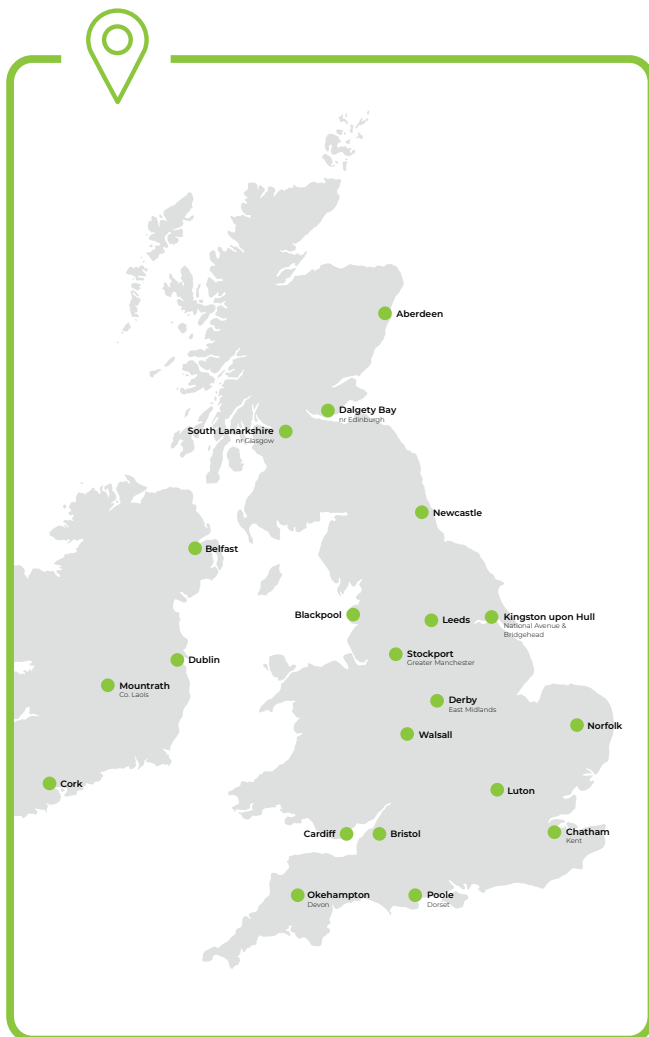 Aberdeen
Dalgety Bay
nr Edinburgh
South Lanarkshire
nr Glasgow
Newcastle
Belfast
Blackpool
Leeds
Kingston upon Hull
National Avenue &
Bridgehead
Stockport
Greater Manchester
Dublin
Mountrath
Co. Laois
Derby
East Midlands
Norfolk
Walsall
Cork
Luton
Cardiff
Bristol
Chatham
Kent
Okehampton
Devon
Poole
Dorset